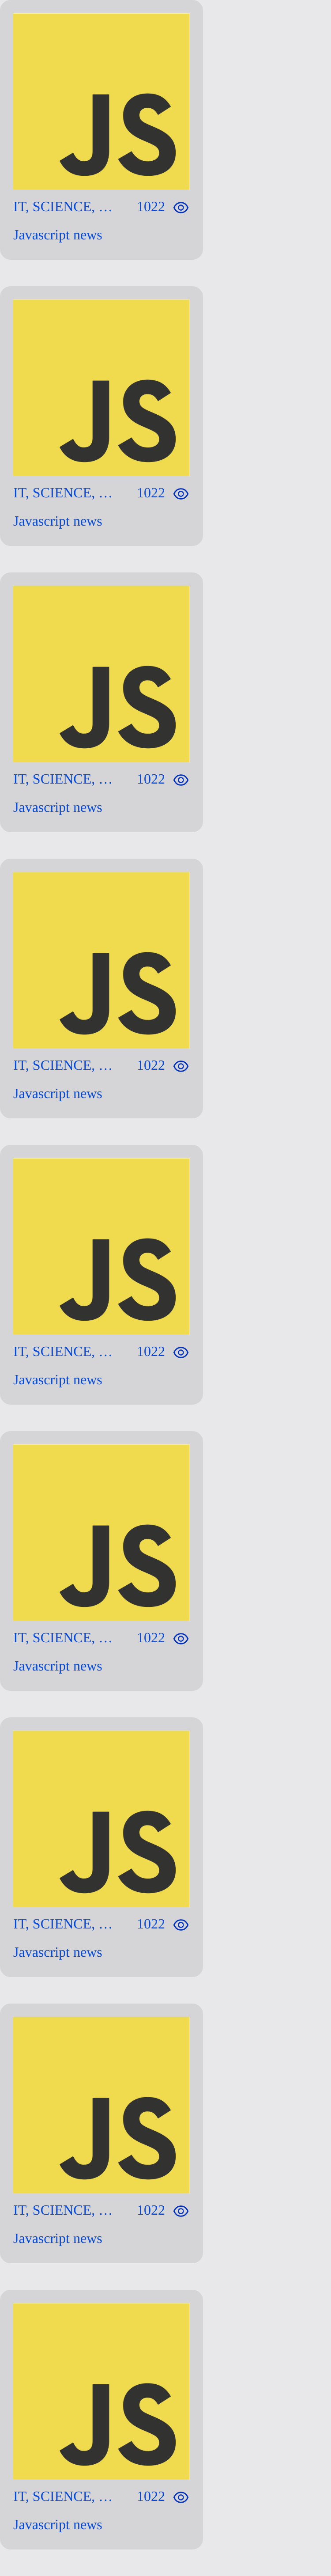 JS
IT, SCIENCE, … 1022
Javascript news
JS
IT, SCIENCE, … 1022
Javascript news
JS
IT, SCIENCE, … 1022
Javascript news
JS
IT, SCIENCE, … 1022
Javascript news
JS
IT, SCIENCE, … 1022
Javascript news
JS
IT, SCIENCE, … 1022
Javascript news
JS
IT, SCIENCE, … 1022
Javascript news
JS
IT, SCIENCE, … 1022
Javascript news
JS
IT, SCIENCE, … 1022
Javascript news